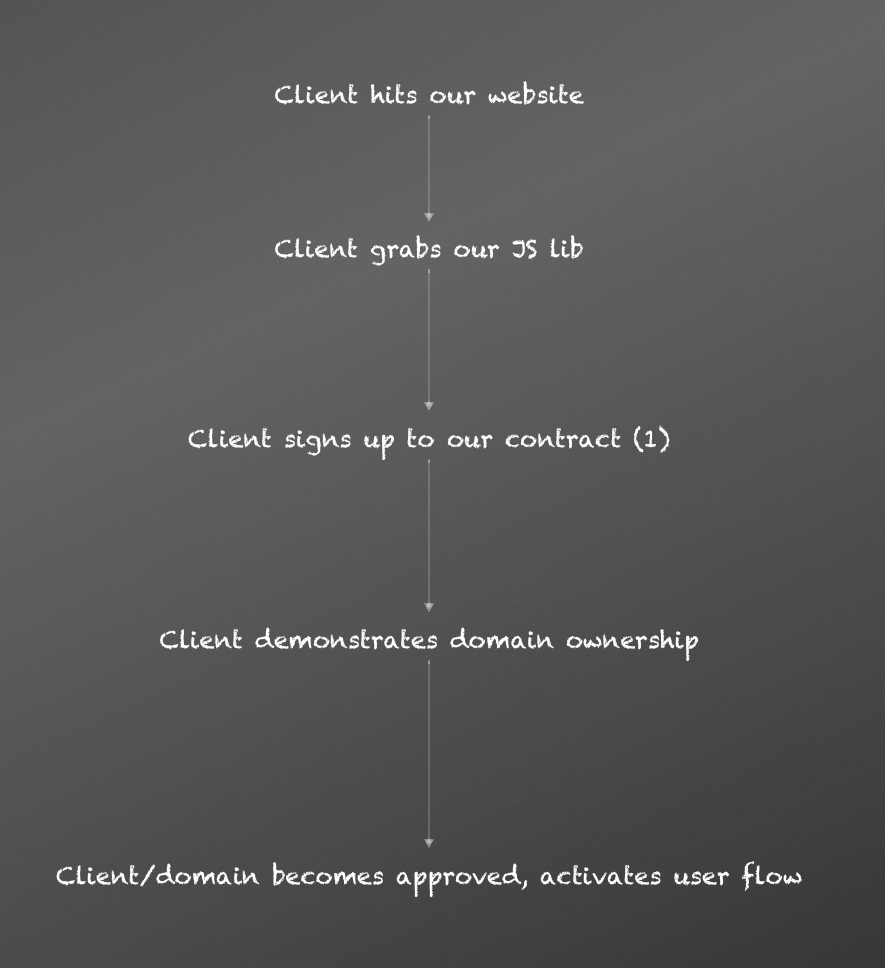 Client hits our website
Client grabs our JS lib
Client signs up to our contract (1)
Client demonstrates domain ownership
Client/domain becomes approved, activates user flow